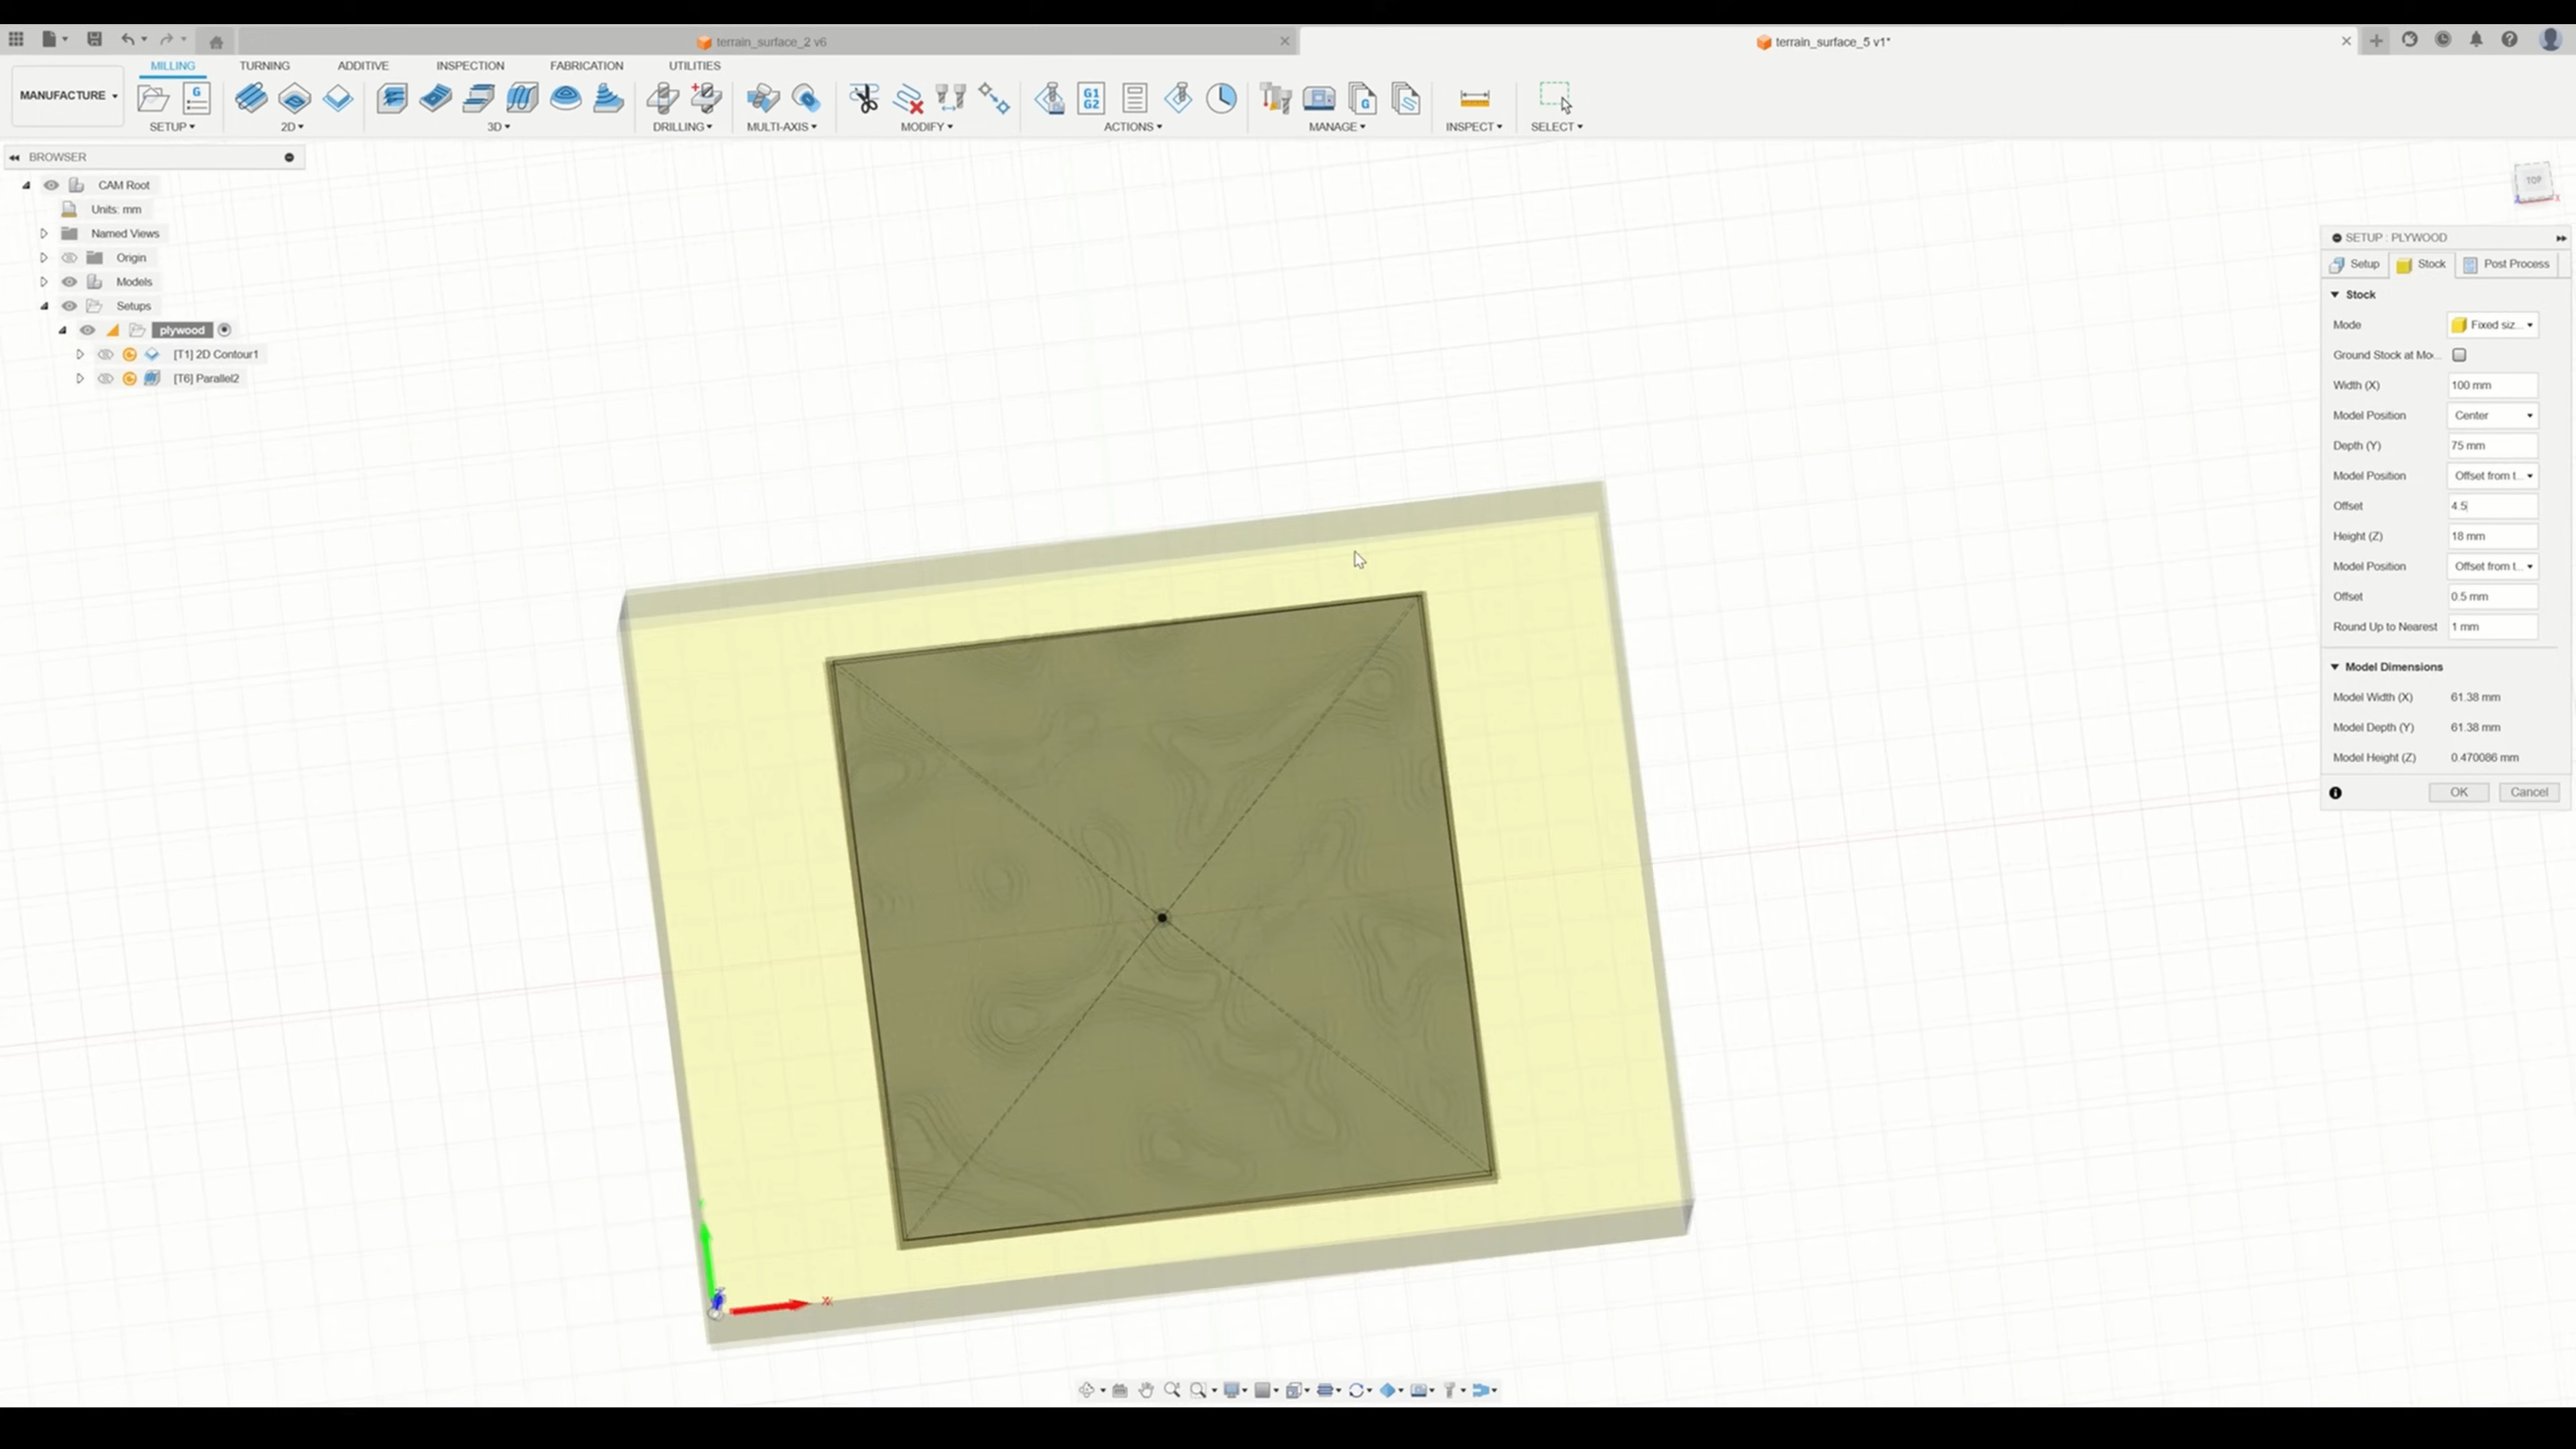 terrain_surface_2 v6
terrain_surface_5 v1*
MANUFACTURE
MILLING
TURNING
ADDITIVE
INSPECTION
FABRICATION
UTILITIES
G
G1
G2
G
SETUP
2D
3D
DRILLING
MULTI-AXIS
MODIFY
ACTIONS
MANAGE
INSPECT
SELECT
BROWSER
CAM Root
Units: mm
Named Views
Origin
Models
Setups
plywood
[T1] 2D Contour1
[T6] Parallel2
TOP
X
SETUP : PLYWOOD
Setup
Stock
Post Process
Stock
Mode Fixed siz...
Ground Stock at Mo...
Width (X) 100 mm
Model Position Center
Depth (Y) 75 mm
Model Position Offset from t...
Offset 4.5
Height (Z) 18 mm
Model Position Offset from t...
Offset 0.5 mm
Round Up to Nearest 1 mm
Model Dimensions
Model Width (X) 61.38 mm
Model Depth (Y) 61.38 mm
Model Height (Z) 0.470086 mm
OK
Cancel